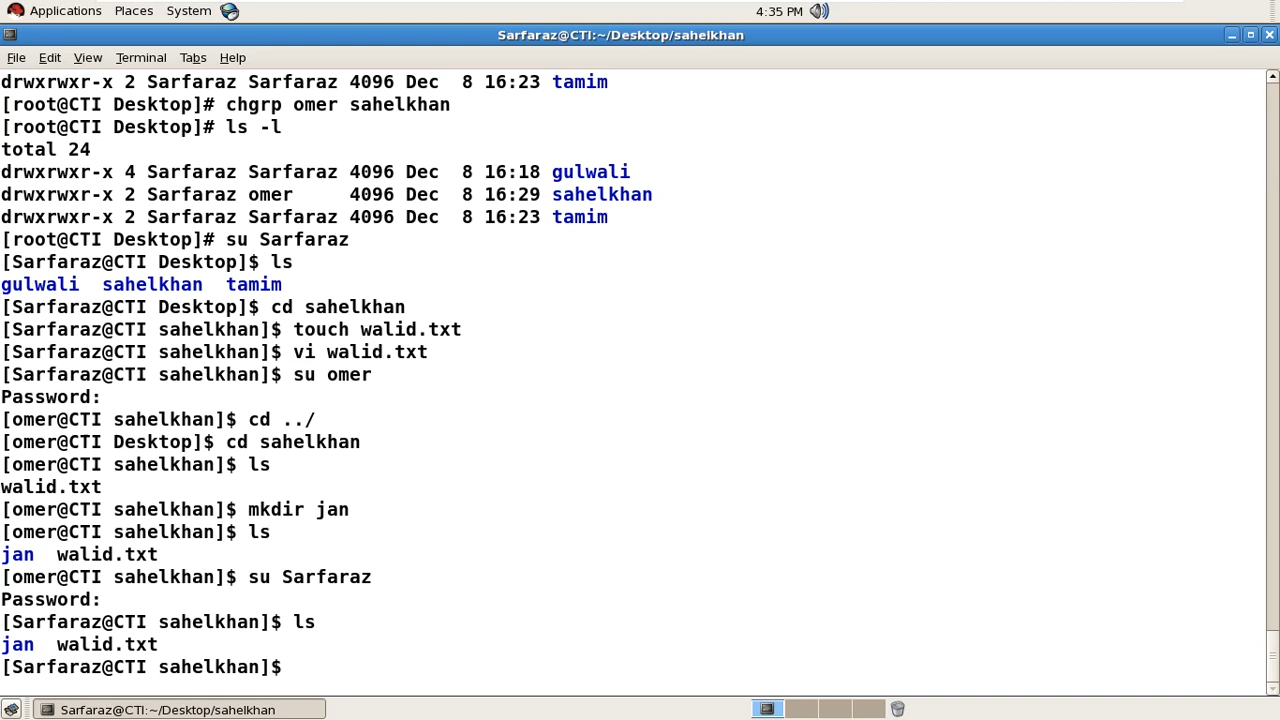 Applications Places System 4:35 PM
Sarfaraz@CTI:~/Desktop/sahelkhan
File Edit View Terminal Tabs Help
drwxrwxr-x 2 Sarfaraz Sarfaraz 4096 Dec  8 16:23 tamim
[root@CTI Desktop]# chgrp omer sahelkhan
[root@CTI Desktop]# ls -l
total 24
drwxrwxr-x 4 Sarfaraz Sarfaraz 4096 Dec  8 16:18 gulwali
drwxrwxr-x 2 Sarfaraz omer     4096 Dec  8 16:29 sahelkhan
drwxrwxr-x 2 Sarfaraz Sarfaraz 4096 Dec  8 16:23 tamim
[root@CTI Desktop]# su Sarfaraz
[Sarfaraz@CTI Desktop]$ ls
gulwali  sahelkhan  tamim
[Sarfaraz@CTI Desktop]$ cd sahelkhan
[Sarfaraz@CTI sahelkhan]$ touch walid.txt
[Sarfaraz@CTI sahelkhan]$ vi walid.txt
[Sarfaraz@CTI sahelkhan]$ su omer
Password:
[omer@CTI sahelkhan]$ cd ../
[omer@CTI Desktop]$ cd sahelkhan
[omer@CTI sahelkhan]$ ls
walid.txt
[omer@CTI sahelkhan]$ mkdir jan
[omer@CTI sahelkhan]$ ls
jan  walid.txt
[omer@CTI sahelkhan]$ su Sarfaraz
Password:
[Sarfaraz@CTI sahelkhan]$ ls
jan  walid.txt
[Sarfaraz@CTI sahelkhan]$
Sarfaraz@CTI:~/Desktop/sahelkhan